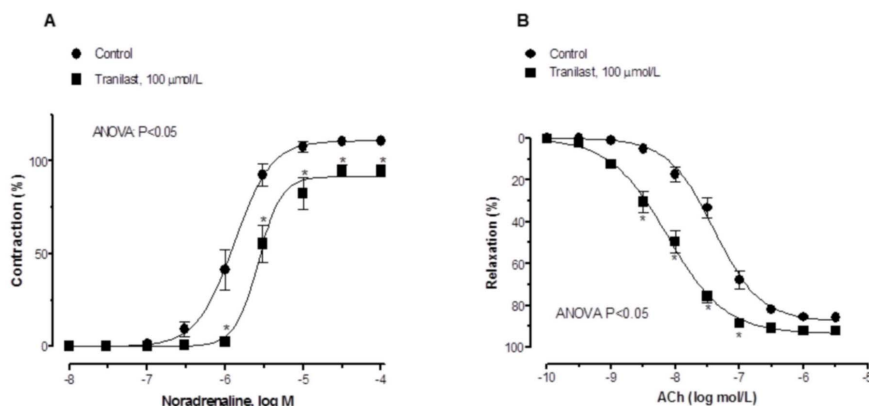 A
Control
Tranilast, 100 μmol/L
ANOVA: P<0.05
100
50
0
Contraction (%)
-8 -7 -6 -5 -4
Noradrenaline, log M
B
Control
Tranilast, 100 μmol/L
0
20
40
60
80
100
Relaxation (%)
ANOVA P<0.05
-10 -9 -8 -7 -6 -5
ACh (log mol/L)